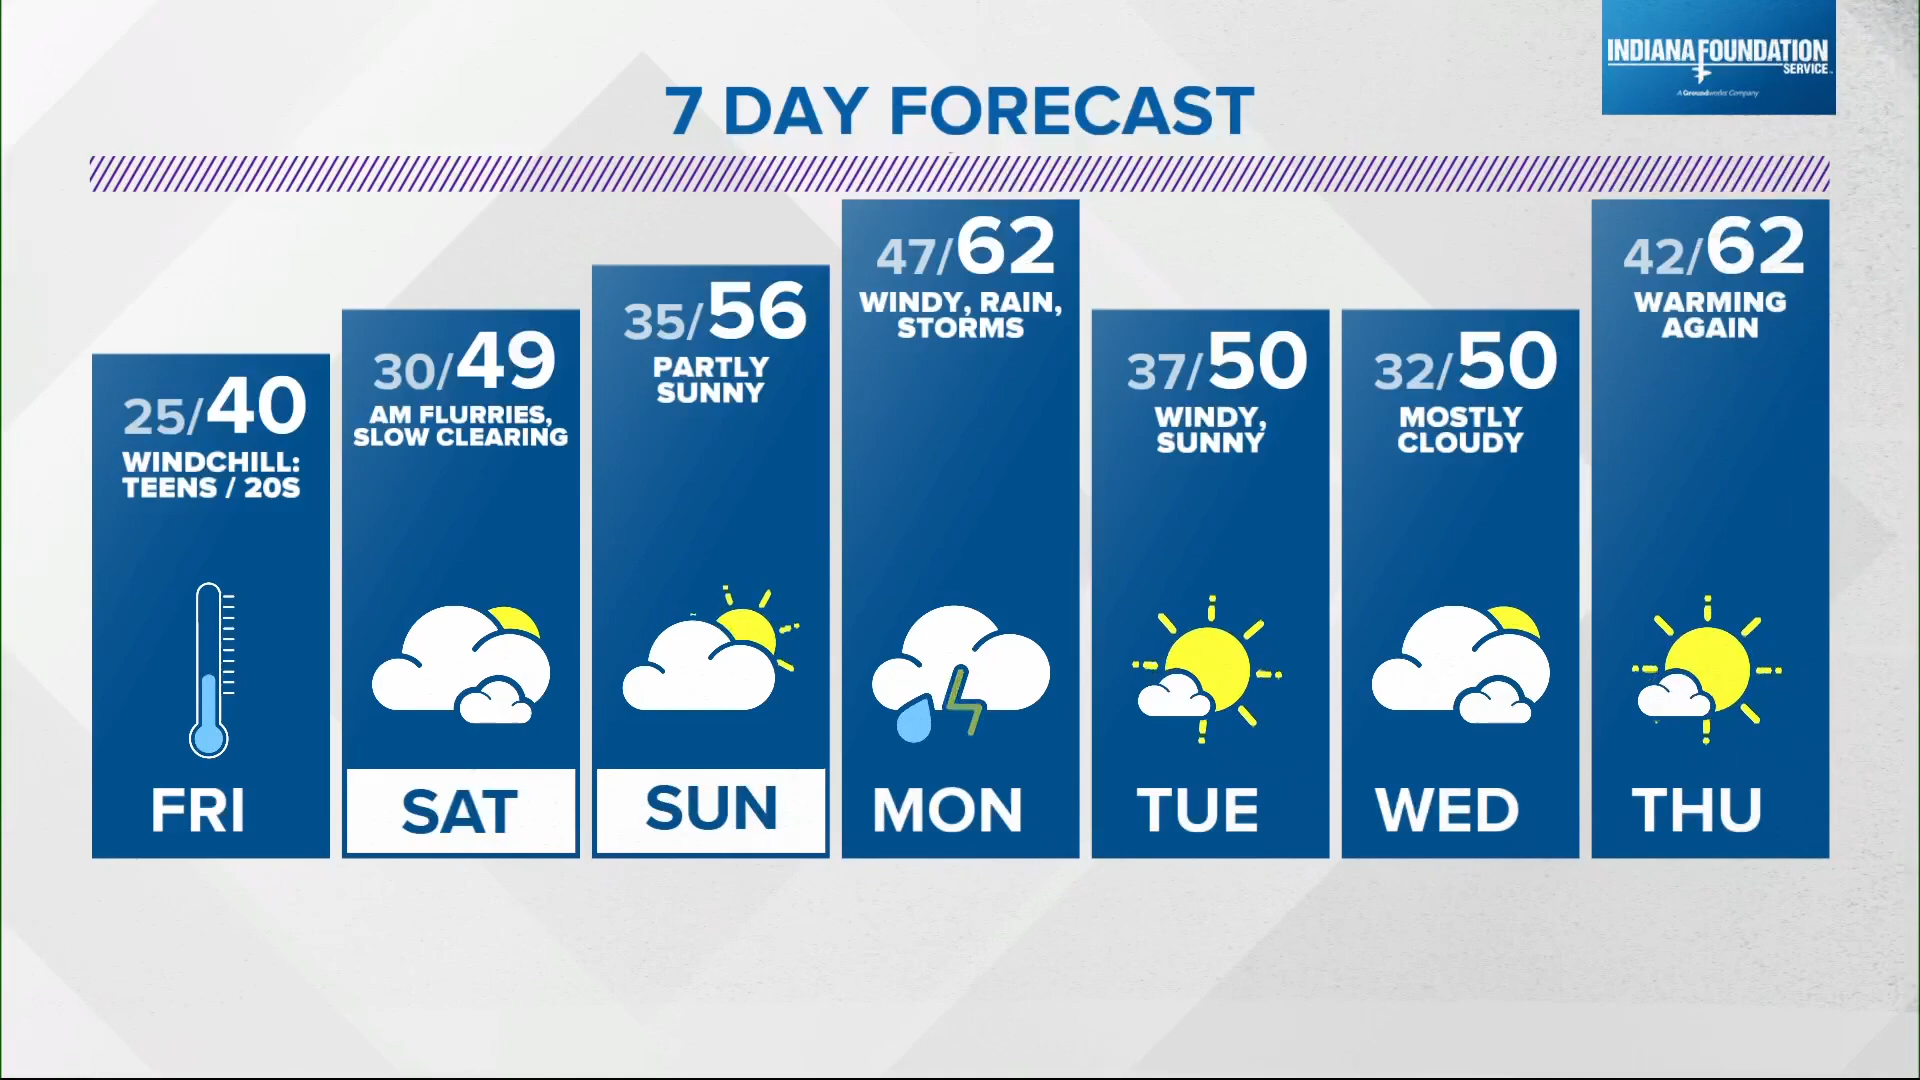 INDIANA FOUNDATION
SERVICE
A Groundworks Company
7 DAY FORECAST
25/40
WINDCHILL:
TEENS / 20S
FRI
30/49
AM FLURRIES,
SLOW CLEARING
SAT
35/56
PARTLY
SUNNY
SUN
47/62
WINDY, RAIN,
STORMS
MON
37/50
WINDY,
SUNNY
TUE
32/50
MOSTLY
CLOUDY
WED
42/62
WARMING
AGAIN
THU